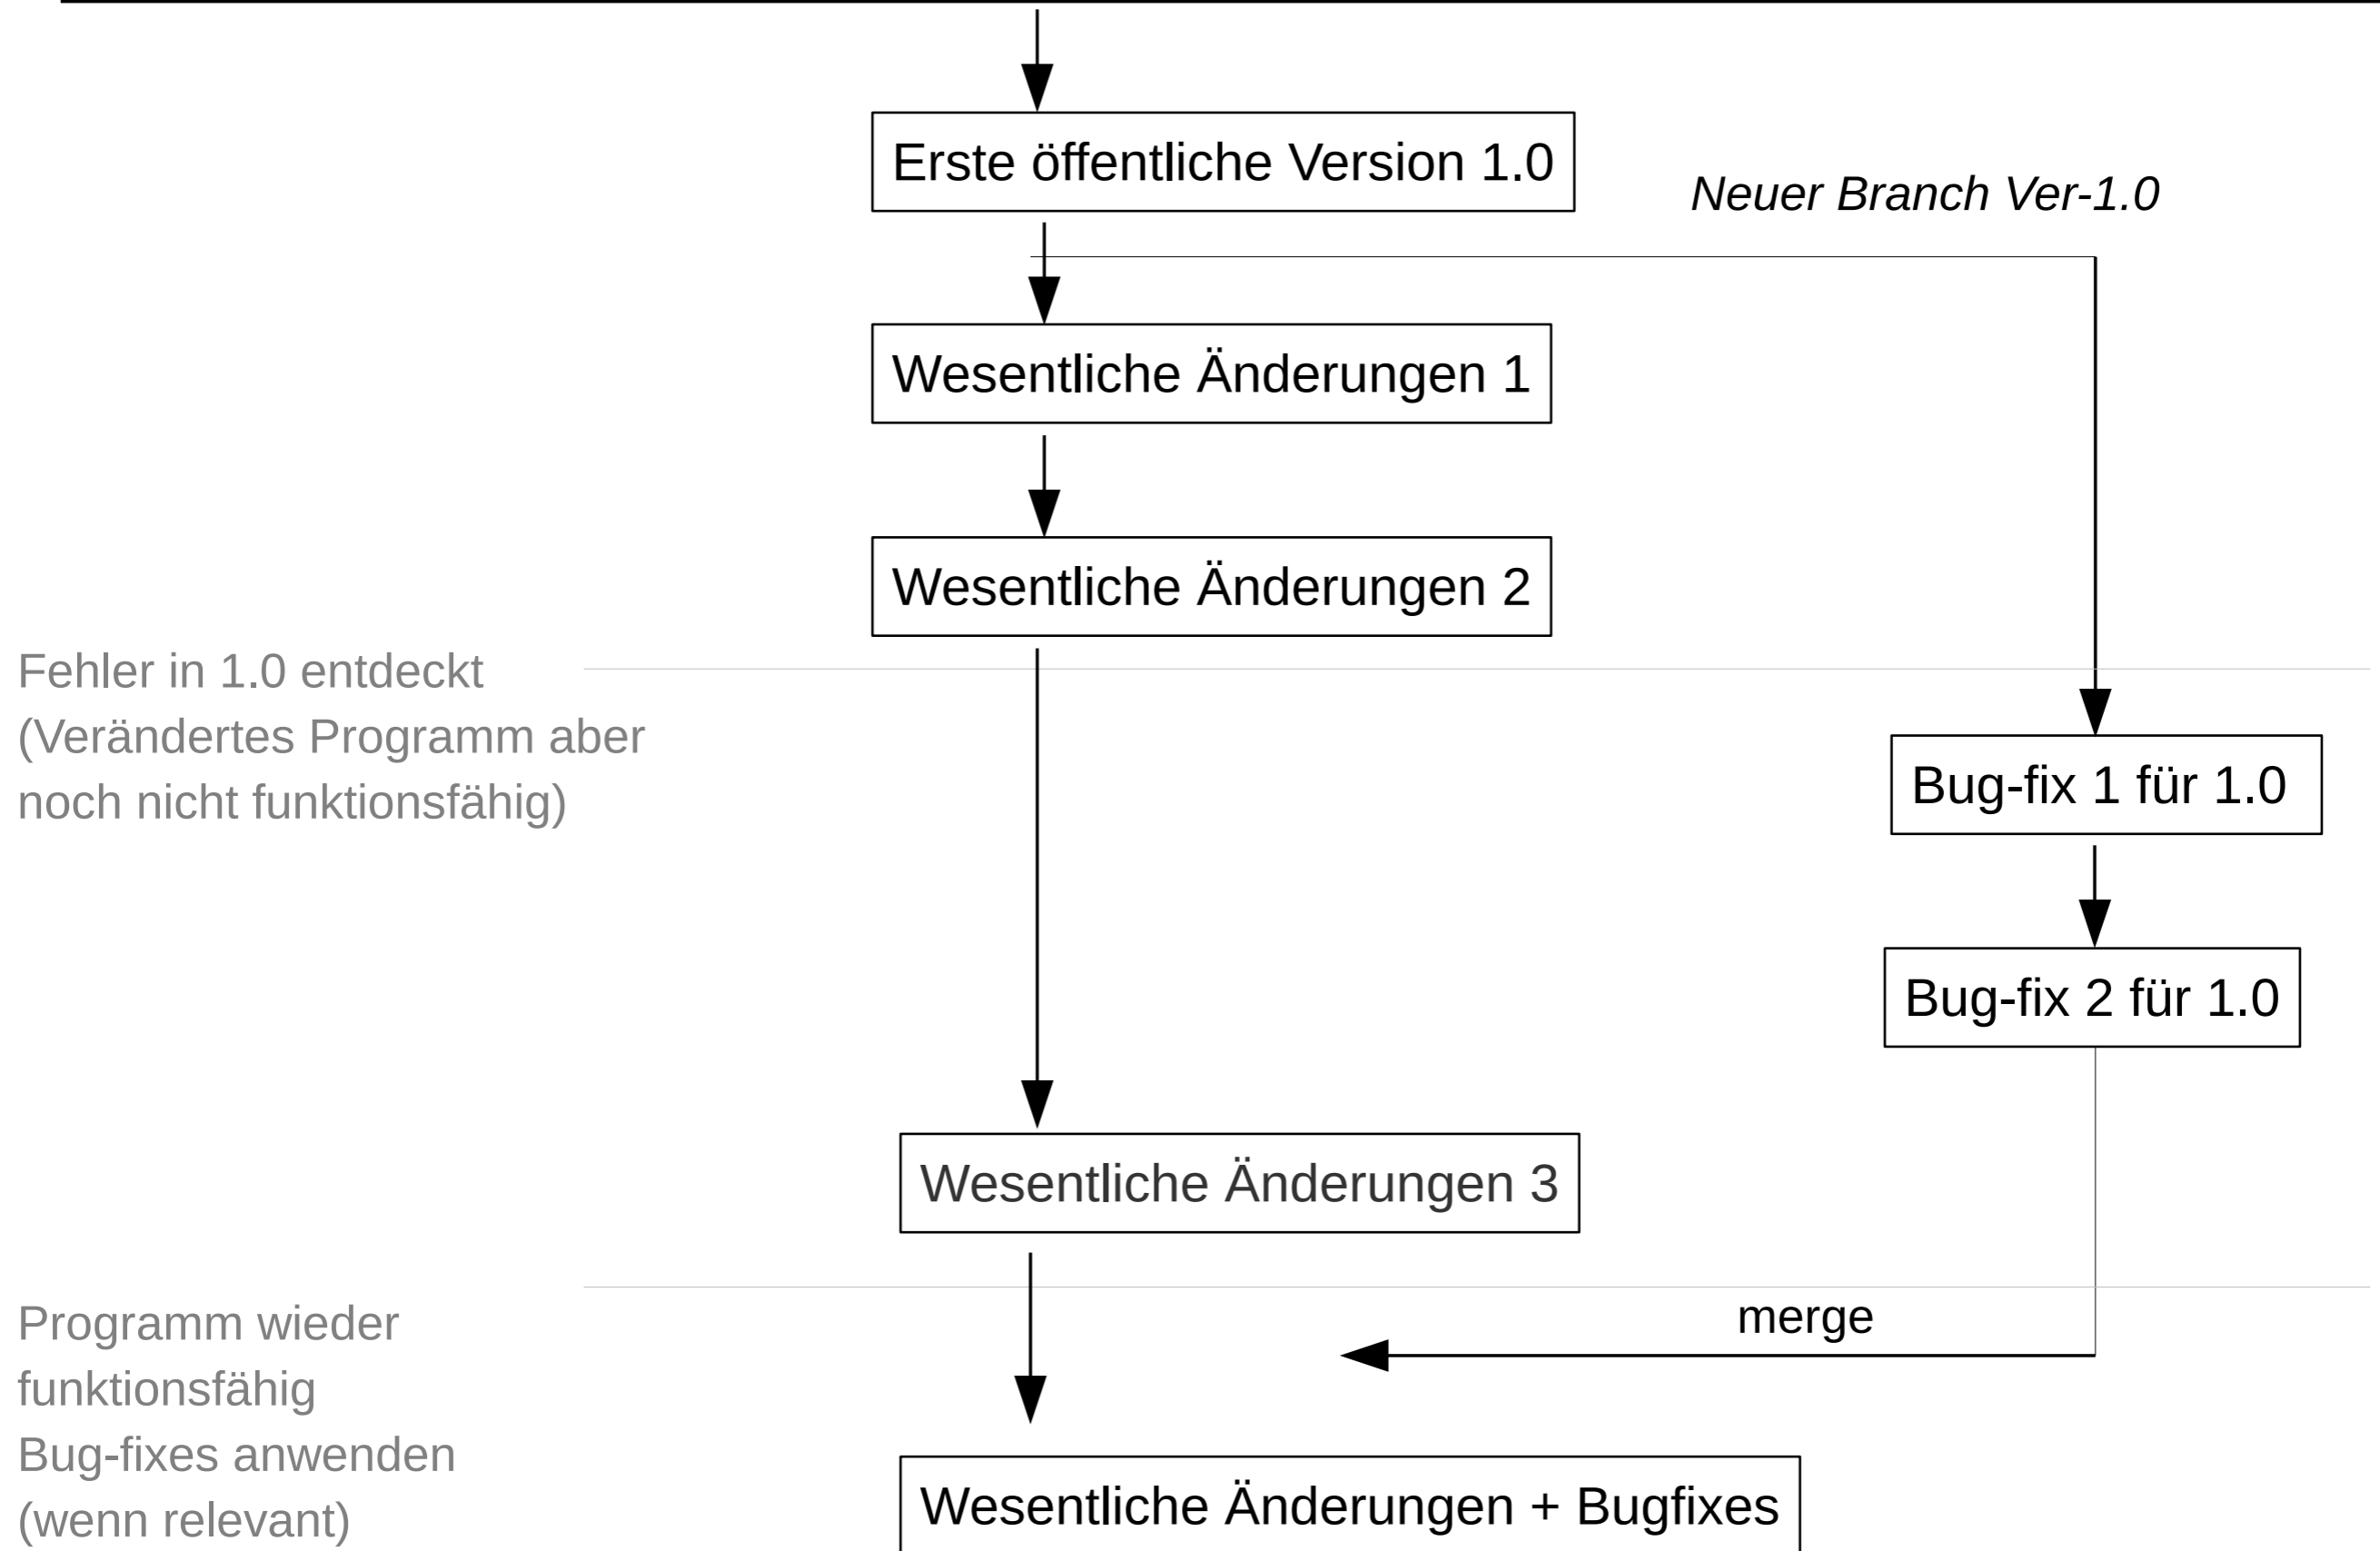 Erste öffentliche Version 1.0
Neuer Branch Ver-1.0
Wesentliche Änderungen 1
Wesentliche Änderungen 2
Fehler in 1.0 entdeckt
(Verändertes Programm aber
noch nicht funktionsfähig)
Bug-fix 1 für 1.0
Bug-fix 2 für 1.0
Wesentliche Änderungen 3
Programm wieder
funktionsfähig
Bug-fixes anwenden
(wenn relevant)
merge
Wesentliche Änderungen + Bugfixes